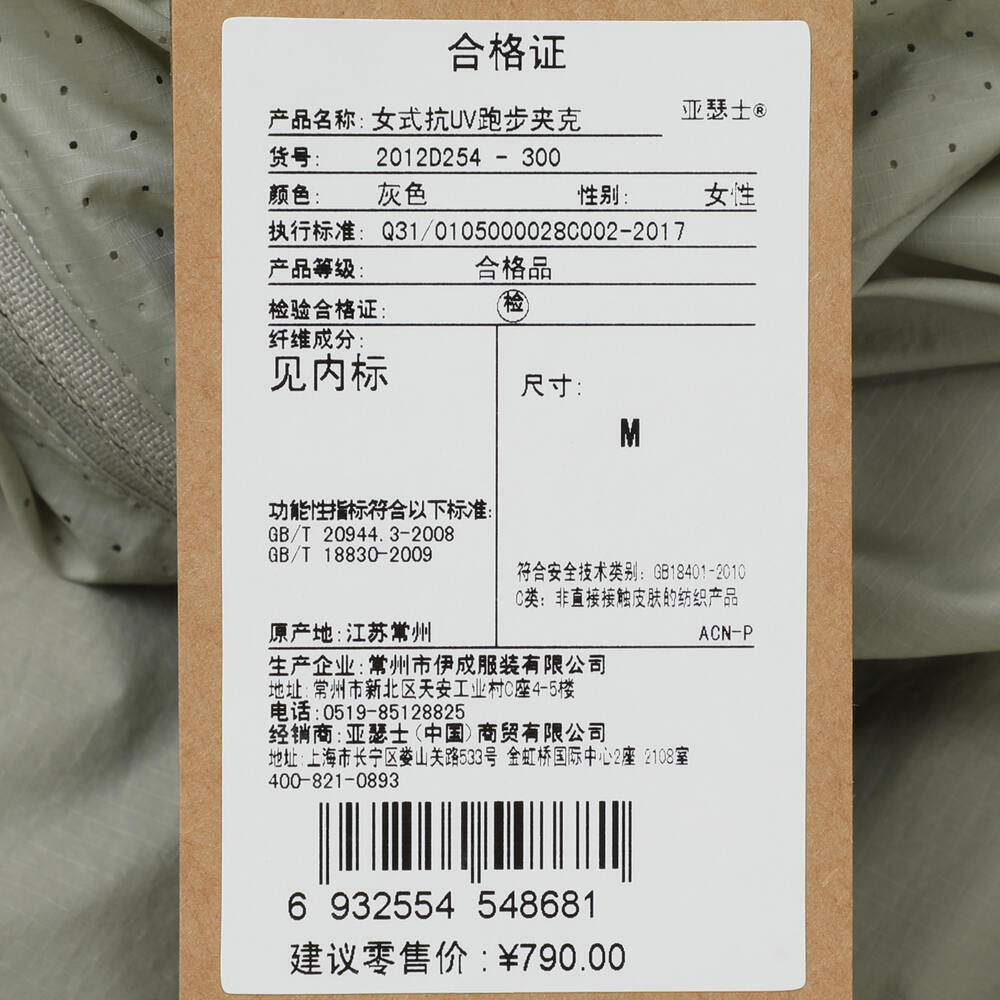 合格证
亚瑟士®
产品名称: 女式抗UV跑步夹克
货号: 2012D254 - 300
颜色: 灰色 性别: 女性
执行标准: Q31/0105000028C002-2017
产品等级: 合格品
检验合格证: 检
纤维成分:
见内标
尺寸:
M
功能性指标符合以下标准:
GB/T 20944.3-2008
GB/T 18830-2009
符合安全技术类别: GB18401-2010
C类: 非直接接触皮肤的纺织产品
原产地:江苏常州
ACN-P
生产企业:常州市伊成服装有限公司
地址:常州市新北区天安工业村C座4-5楼
电话:0519-85128825
经销商:亚瑟士(中国)商贸有限公司
地址:上海市长宁区娄山关路533号 金虹桥国际中心2座 2108室
400-821-0893
6 932554 548681
建议零售价:¥790.00